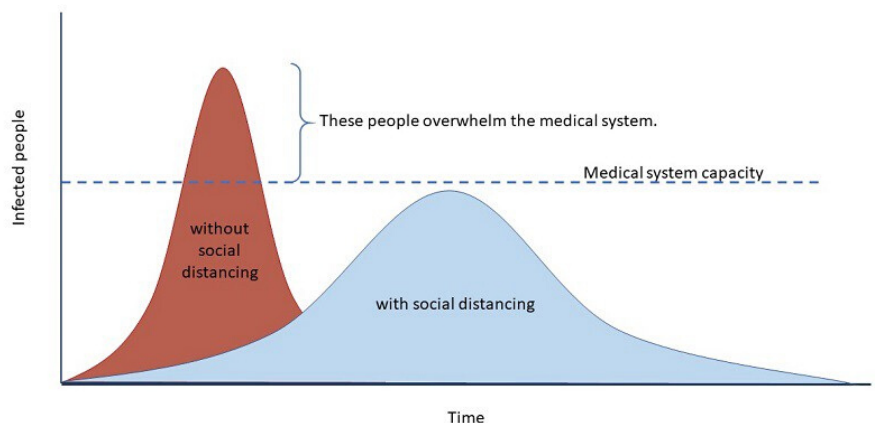 These people overwhelm the medical system.
Medical system capacity
Infected people
without
social
distancing
with social distancing
Time